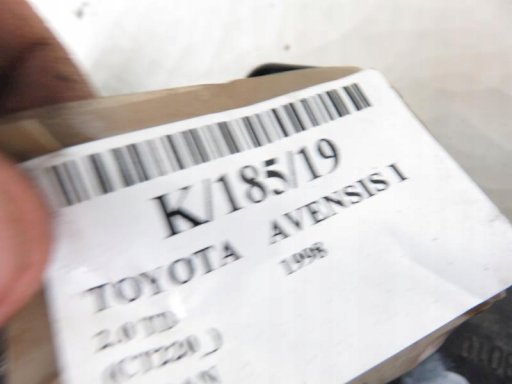 K/185/19
TOYOTA AVENSIS I
1998
2.0 TD
(CT220_)